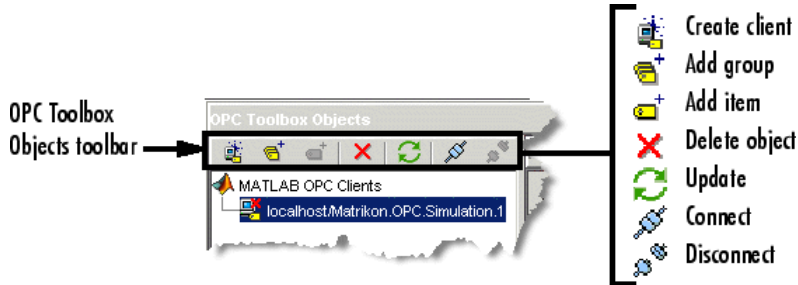 OPC Toolbox
Objects toolbar
OPC Toolbox Objects
MATLAB OPC Clients
localhost/Matrikon.OPC.Simulation.1
Create client
Add group
Add item
Delete object
Update
Connect
Disconnect